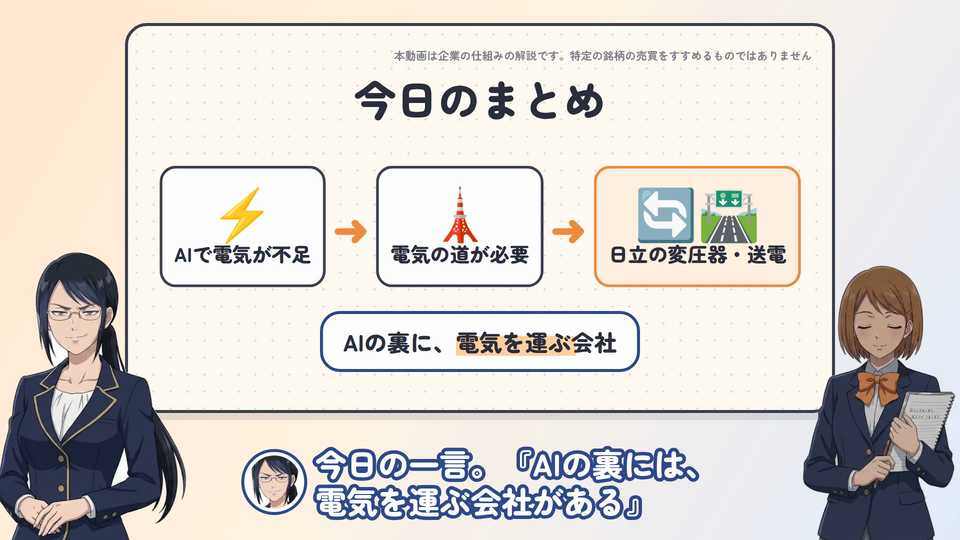 本動画は企業の仕組みの解説です。特定の銘柄の売買をすすめるものではありません
今日のまとめ
AIで電気が不足
電気の道が必要
日立の変圧器・送電
AIの裏に、電気を運ぶ会社
今日の一言。『AIの裏には、
電気を運ぶ会社がある』